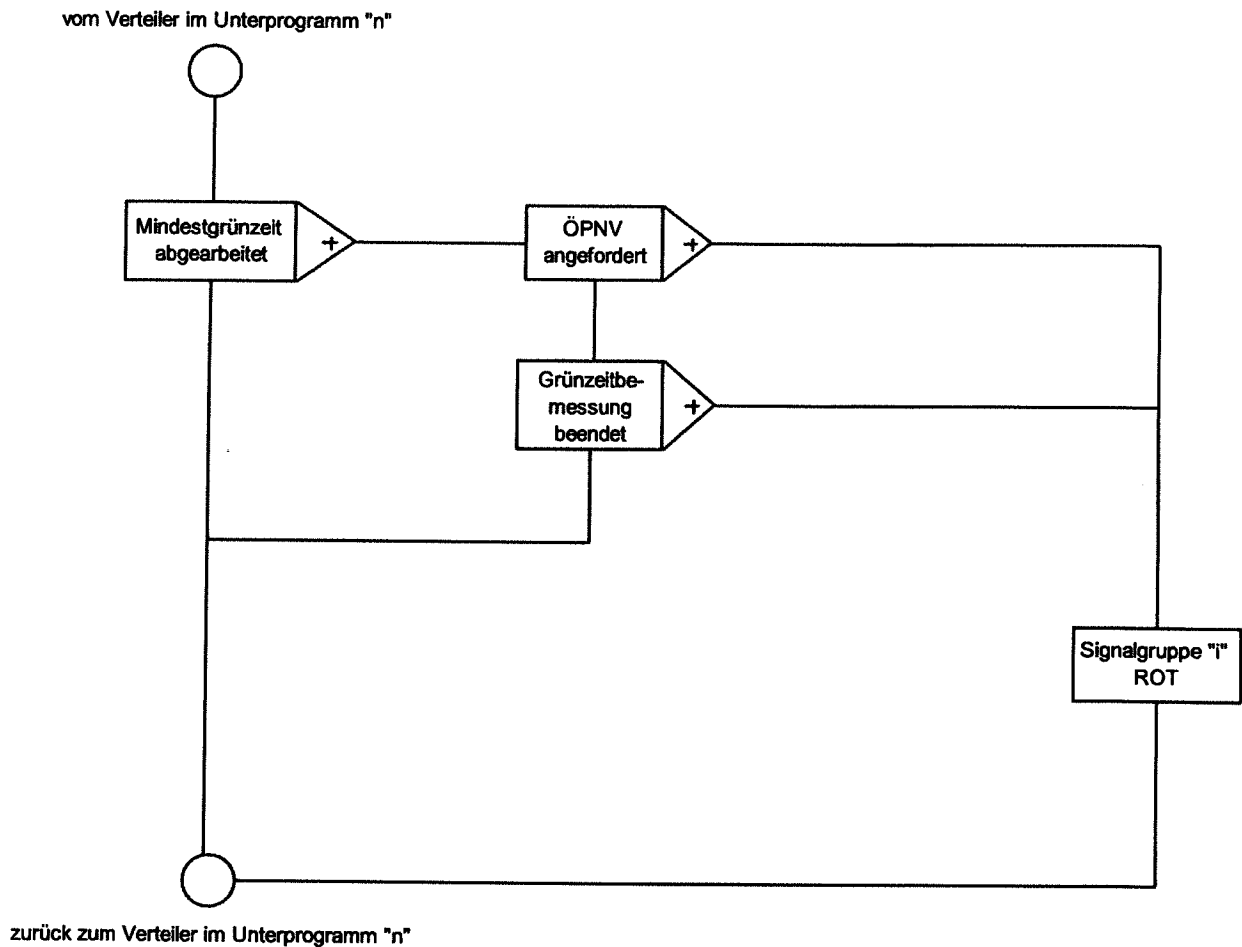 vom Verteiler im Unterprogramm "n"
Mindestgrünzeit
abgearbeitet
+
ÖPNV
angefordert
+
Grünzeitbe-
messung
beendet
+
Signalgruppe "i"
ROT
zurück zum Verteiler im Unterprogramm "n"